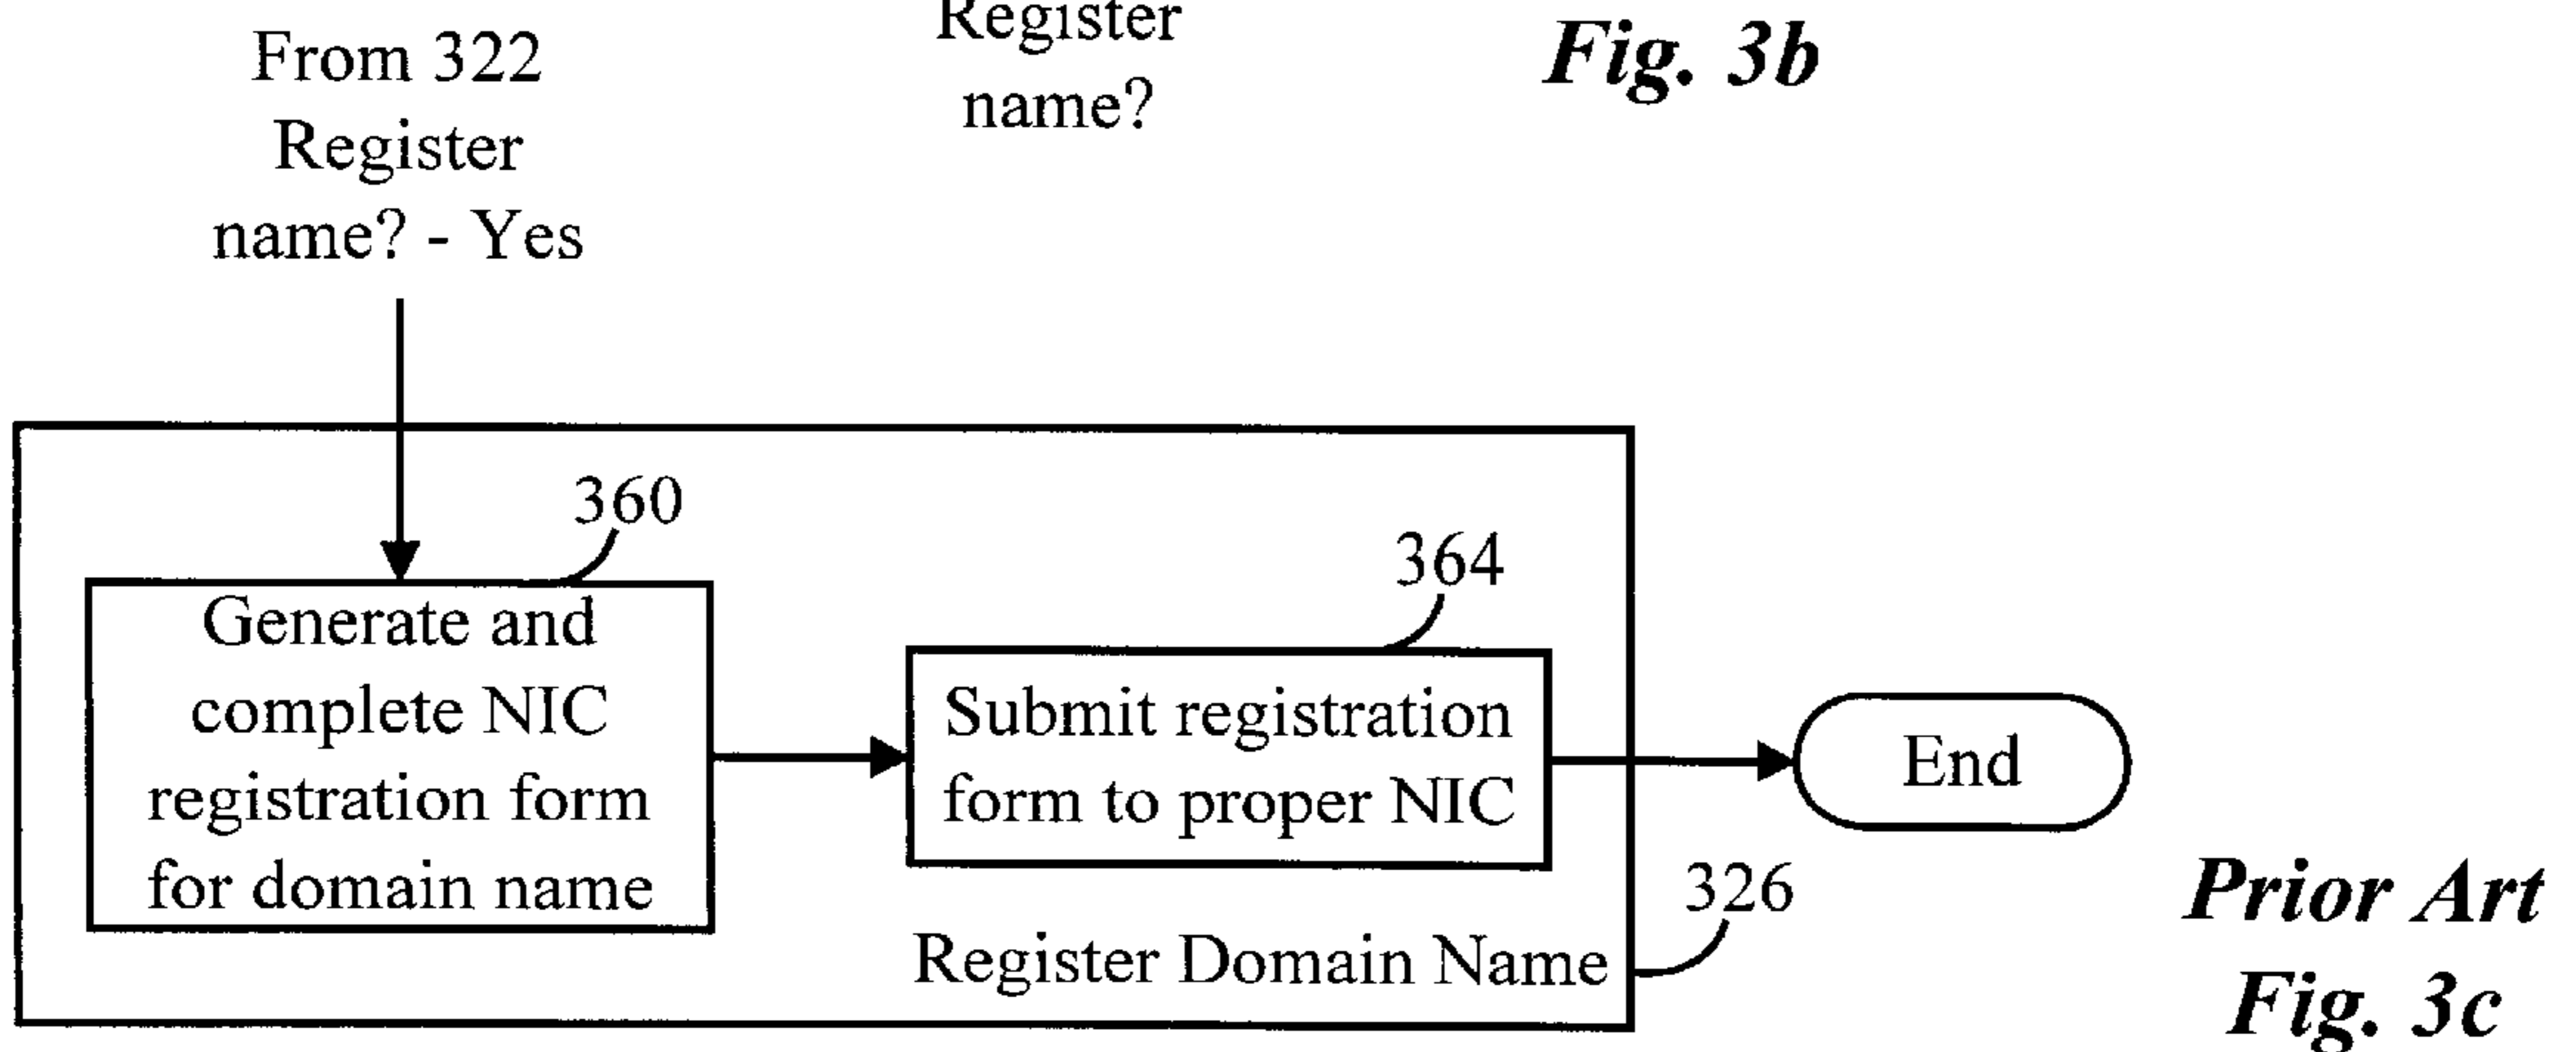 Register
name?
Fig. 3b
From 322
Register
name? - Yes
360
Generate and
complete NIC
registration form
for domain name
364
Submit registration
form to proper NIC
End
326
Register Domain Name
Prior Art
Fig. 3c